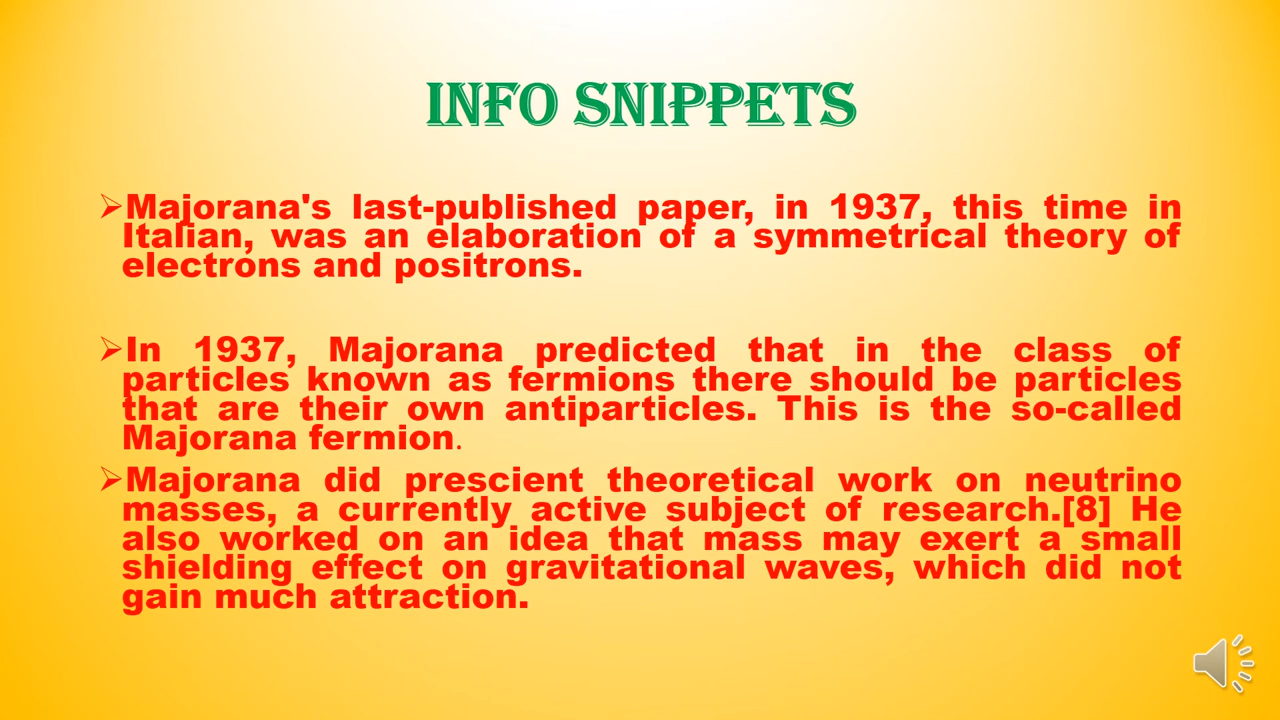 INFO SNIPPETS
➢Majorana's last-published paper, in 1937, this time in
Italian, was an elaboration of a symmetrical theory of
electrons and positrons.
➢In 1937, Majorana predicted that in the class of
particles known as fermions there should be particles
that are their own antiparticles. This is the so-called
Majorana fermion.
➢Majorana did prescient theoretical work on neutrino
masses, a currently active subject of research.[8] He
also worked on an idea that mass may exert a small
shielding effect on gravitational waves, which did not
gain much attraction.